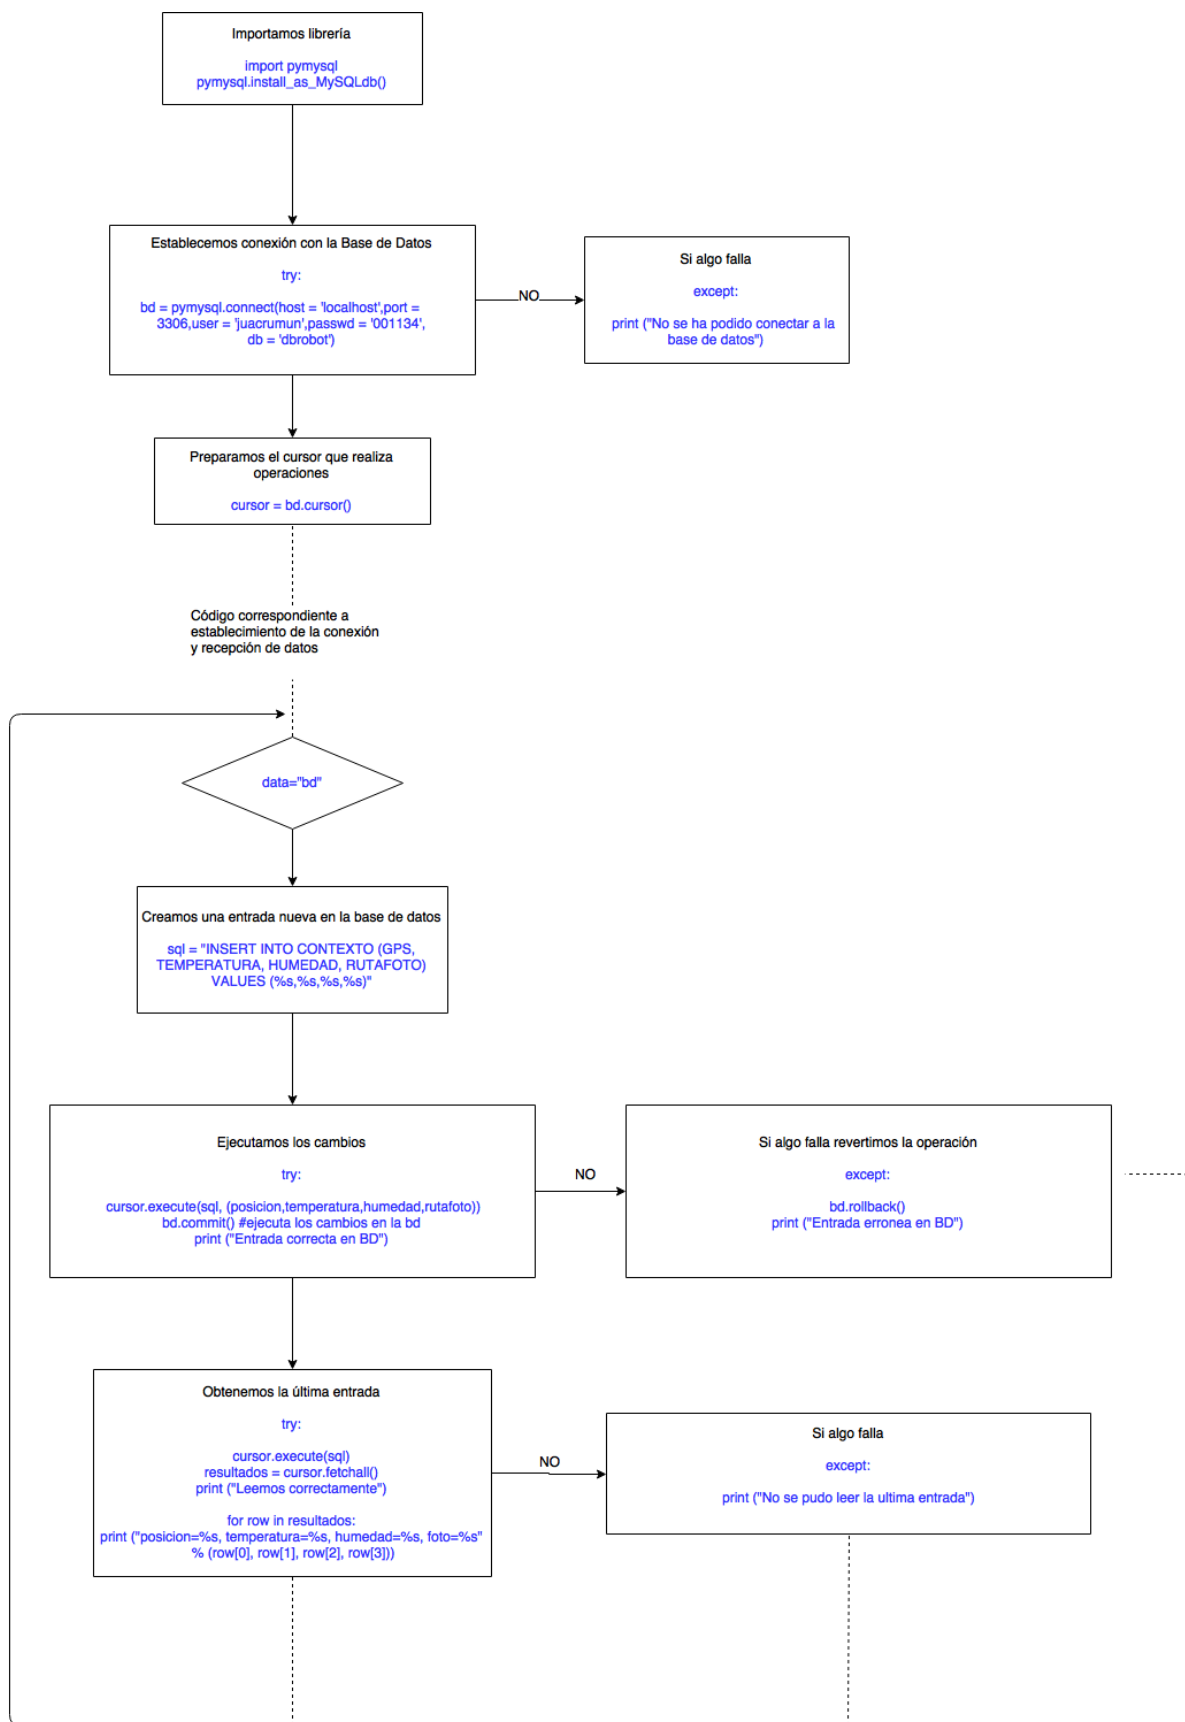 Importamos librería
import pymysql
pymysql.install_as_MySQLdb()
Establecemos conexión con la Base de Datos
try:
bd = pymysql.connect(host = 'localhost',port =
3306,user = 'juacrumun',passwd = '001134',
db = 'dbrobot')
NO
Si algo falla
except:
print ("No se ha podido conectar a la
base de datos")
Preparamos el cursor que realiza
operaciones
cursor = bd.cursor()
Código correspondiente a
establecimiento de la conexión
y recepción de datos
data="bd"
Creamos una entrada nueva en la base de datos
sql = "INSERT INTO CONTEXTO (GPS,
TEMPERATURA, HUMEDAD, RUTAFOTO)
VALUES (%s,%s,%s,%s)"
Ejecutamos los cambios
try:
cursor.execute(sql, (posicion,temperatura,humedad,rutafoto))
bd.commit() #ejecuta los cambios en la bd
print ("Entrada correcta en BD")
NO
Si algo falla revertimos la operación
except:
bd.rollback()
print ("Entrada erronea en BD")
Obtenemos la última entrada
try:
cursor.execute(sql)
resultados = cursor.fetchall()
print ("Leemos correctamente")
for row in resultados:
print ("posicion=%s, temperatura=%s, humedad=%s, foto=%s"
% (row[0], row[1], row[2], row[3]))
NO
Si algo falla
except:
print ("No se pudo leer la ultima entrada")